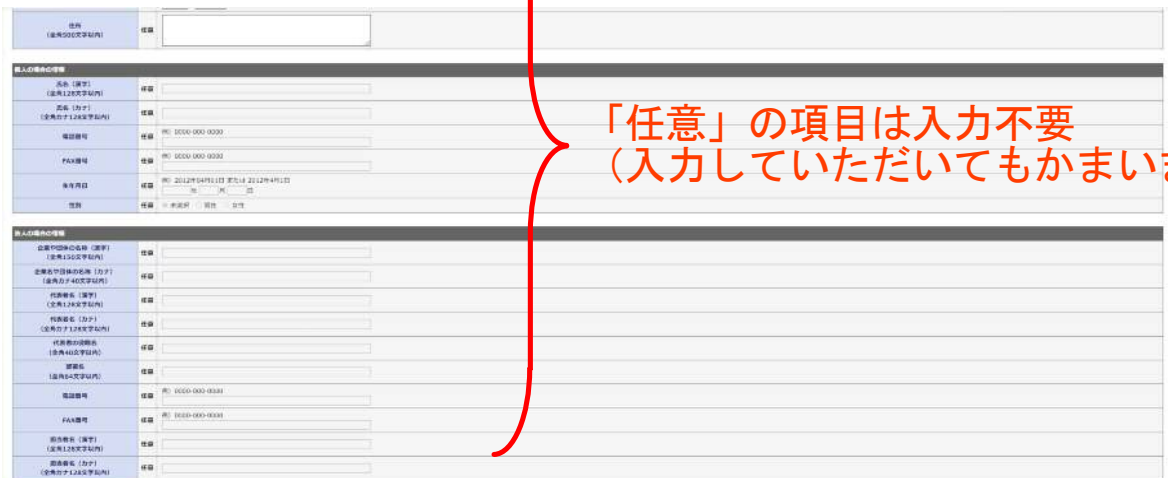 住所
(全角500文字以内)
任意
個人の場合の情報
氏名（漢字）
(全角128文字以内)
任意
氏名（カナ）
(全角カナ128文字以内)
任意
電話番号
任意
例）0000-000-0000
FAX番号
任意
例）0000-000-0000
生年月日
任意
例）2012年04月01日 または 2012年4月1日
年 月 日
性別
任意
未選択 男性 女性
「任意」の項目は入力不要
（入力していただいてもかまいま
法人の場合の情報
企業や団体の名称（漢字）
(全角150文字以内)
任意
企業名や団体の名称（カナ）
(全角カナ40文字以内)
任意
代表者名（漢字）
(全角128文字以内)
任意
代表者名（カナ）
(全角カナ128文字以内)
任意
代表者の役職名
(全角40文字以内)
任意
部署名
(全角64文字以内)
任意
電話番号
任意
例）0000-000-0000
FAX番号
任意
例）0000-000-0000
担当者名（漢字）
(全角128文字以内)
任意
担当者名（カナ）
(全角カナ128文字以内)
任意